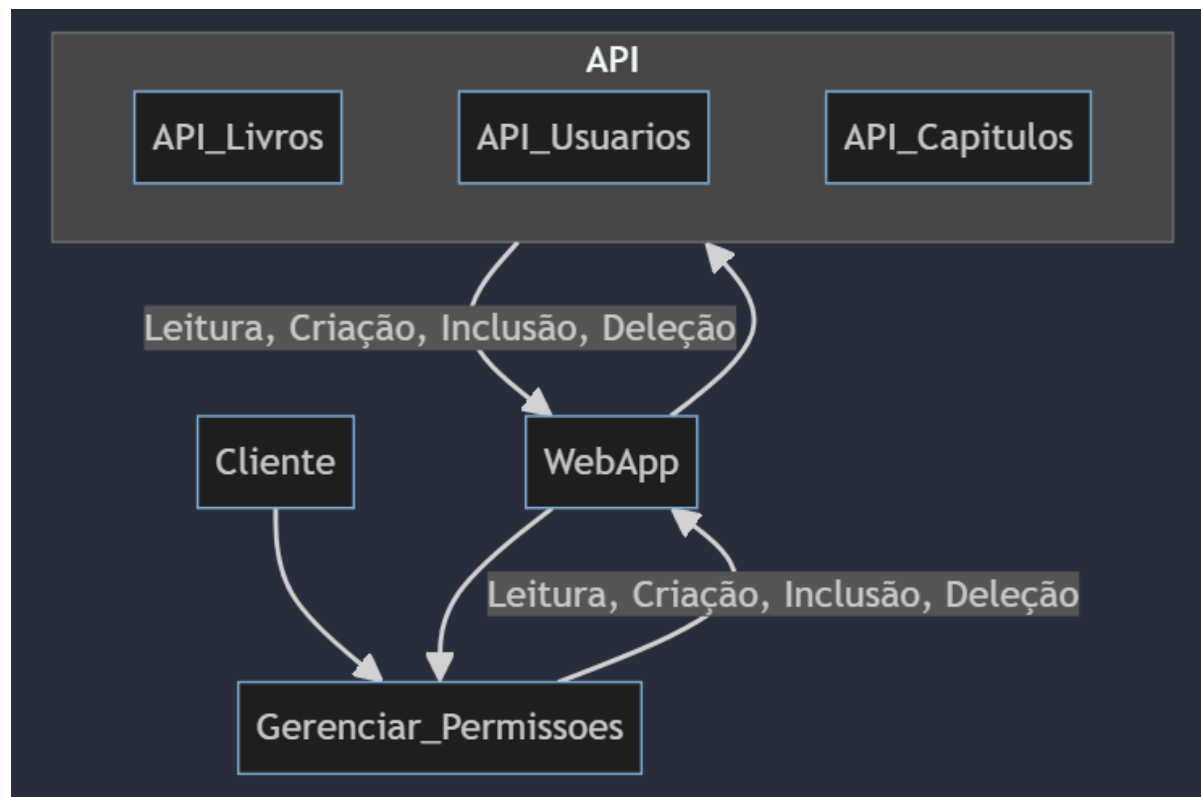 API
API_Livros
API_Usuarios
API_Capitulos
Leitura, Criação, Inclusão, Deleção
Cliente
WebApp
Leitura, Criação, Inclusão, Deleção
Gerenciar_Permissoes